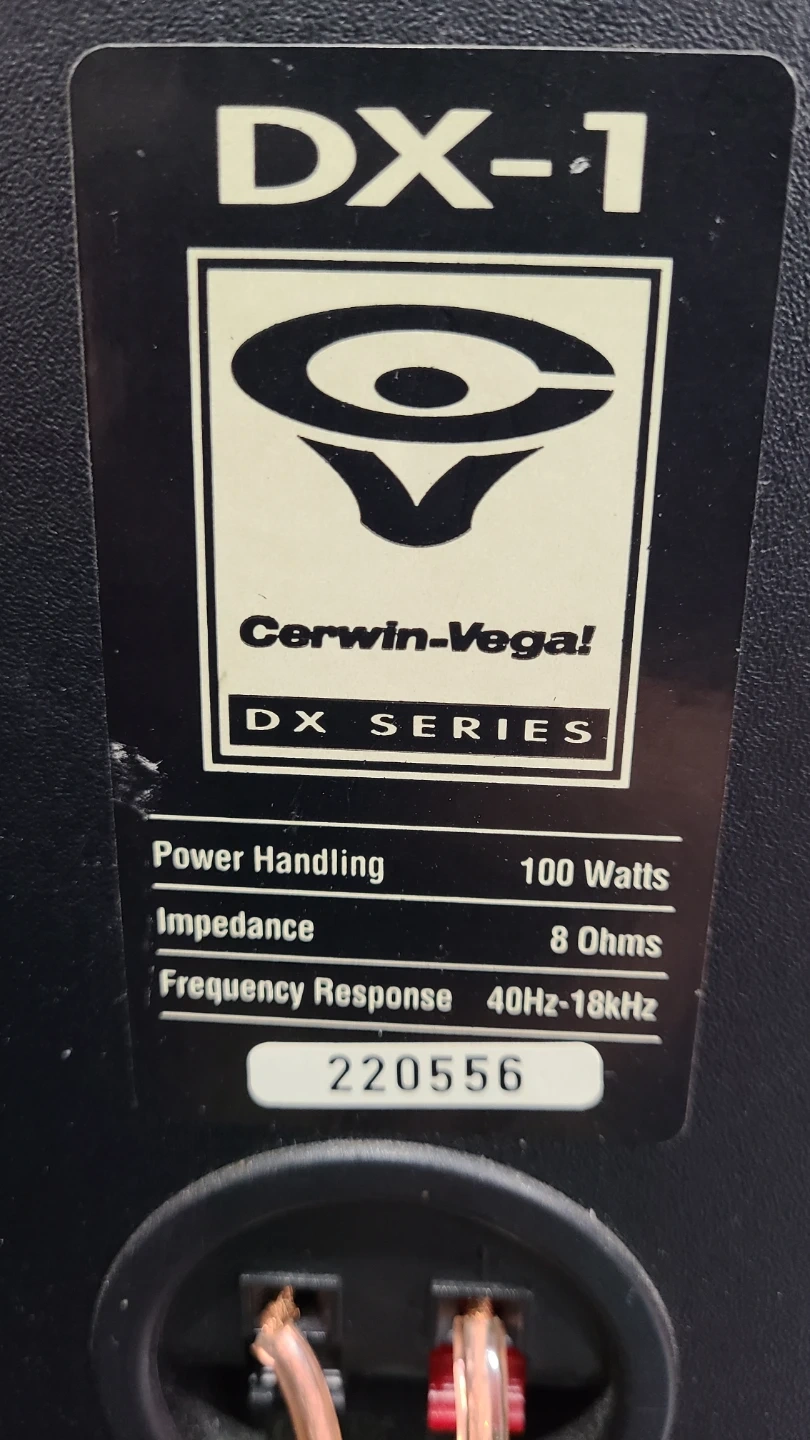 DX-1
Cerwin-Vega!
DX SERIES
Power Handling 100 Watts
Impedance 8 Ohms
Frequency Response 40Hz-18kHz
220556